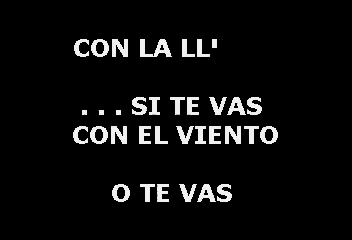 CON LA LL'
. . . SI TE VAS
CON EL VIENTO
O TE VAS